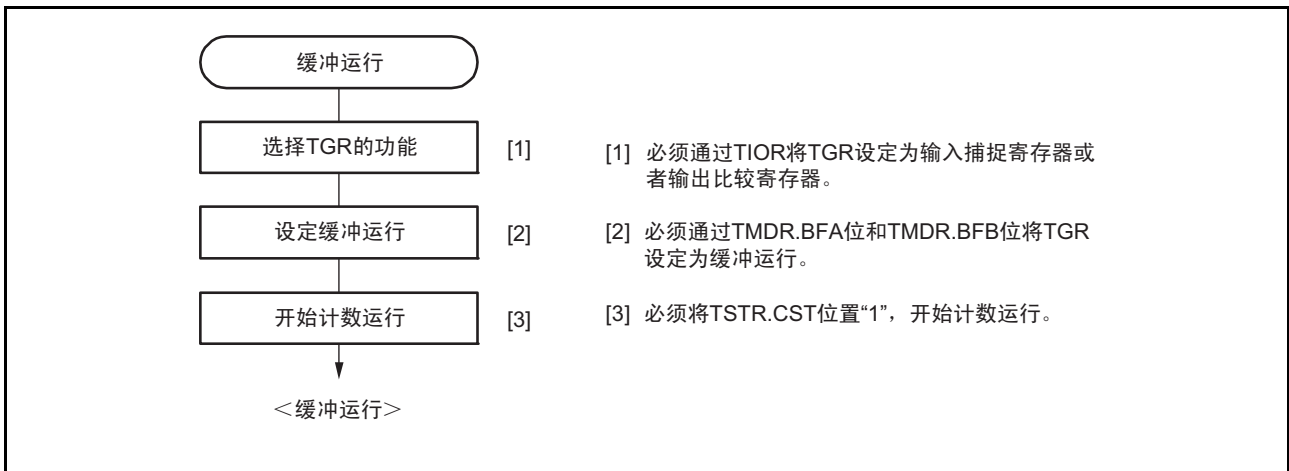 缓冲运行
选择TGR的功能
[1]
[1] 必须通过TIOR将TGR设定为输入捕捉寄存器或
者输出比较寄存器。
设定缓冲运行
[2]
[2] 必须通过TMDR.BFA位和TMDR.BFB位将TGR
设定为缓冲运行。
开始计数运行
[3]
[3] 必须将TSTR.CST位置“1”，开始计数运行。
＜缓冲运行＞